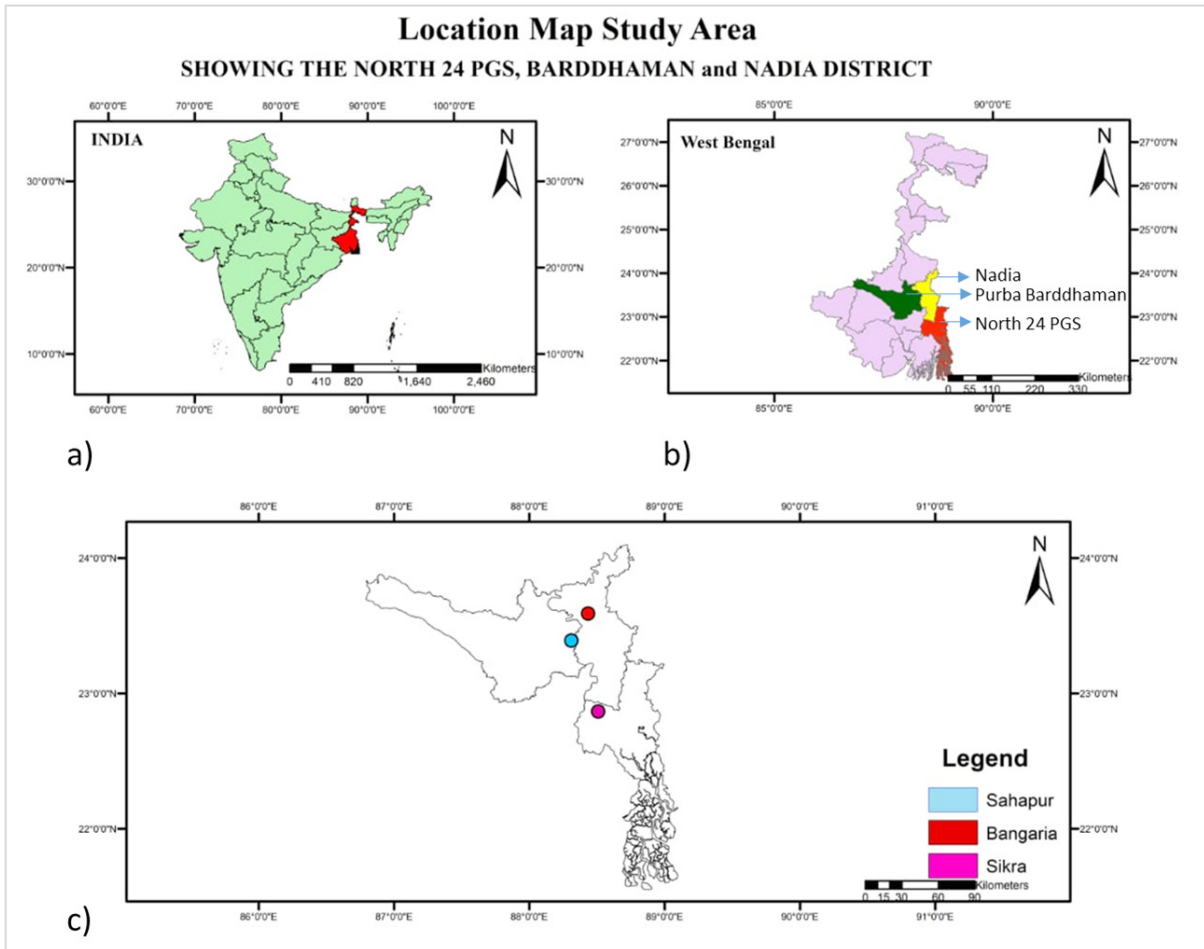 Location Map Study Area
SHOWING THE NORTH 24 PGS, BARDDHAMAN and NADIA DISTRICT
60°0'0"E 70°0'0"E 80°0'0"E 90°0'0"E 100°0'0"E
INDIA
N
30°0'0"N 30°0'0"N
20°0'0"N 20°0'0"N
10°0'0"N 10°0'0"N
Kilometers
0 410 820 1,640 2,460
60°0'0"E 70°0'0"E 80°0'0"E 90°0'0"E 100°0'0"E
a)
85°0'0"E 90°0'0"E
West Bengal
N
27°0'0"N 27°0'0"N
26°0'0"N 26°0'0"N
25°0'0"N 25°0'0"N
24°0'0"N 24°0'0"N
Nadia
Purba Barddhaman
23°0'0"N 23°0'0"N
North 24 PGS
22°0'0"N 22°0'0"N
Kilometers
0 55 110 220 330
85°0'0"E 90°0'0"E
b)
86°0'0"E 87°0'0"E 88°0'0"E 89°0'0"E 90°0'0"E 91°0'0"E
N
24°0'0"N 24°0'0"N
23°0'0"N 23°0'0"N
22°0'0"N 22°0'0"N
Legend
Sahapur
Bangaria
Sikra
Kilometers
0 15 30 60 90
86°0'0"E 87°0'0"E 88°0'0"E 89°0'0"E 90°0'0"E 91°0'0"E
c)